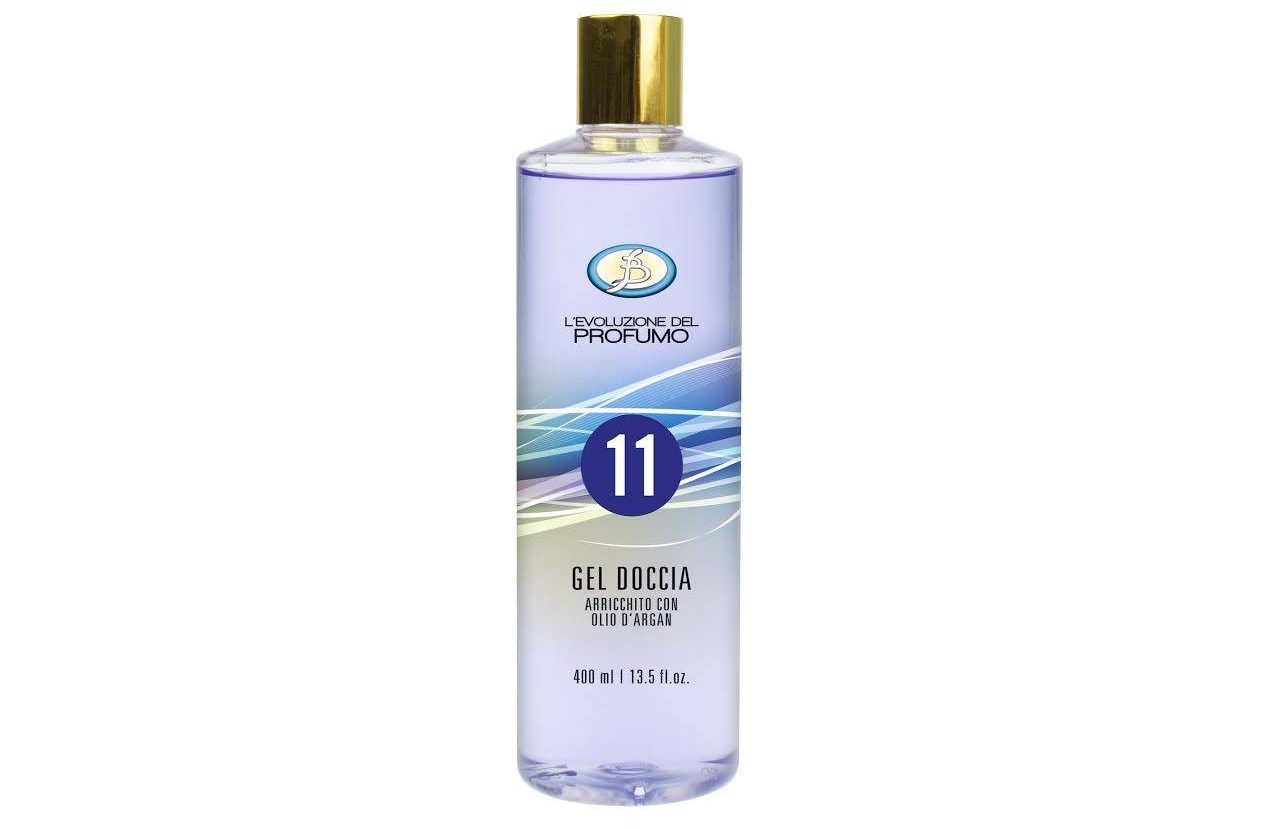 L'EVOLUZIONE DEL
PROFUMO
11
GEL DOCCIA
ARRICCHITO CON
OLIO D'ARGAN
400 ml | 13.5 fl.oz.